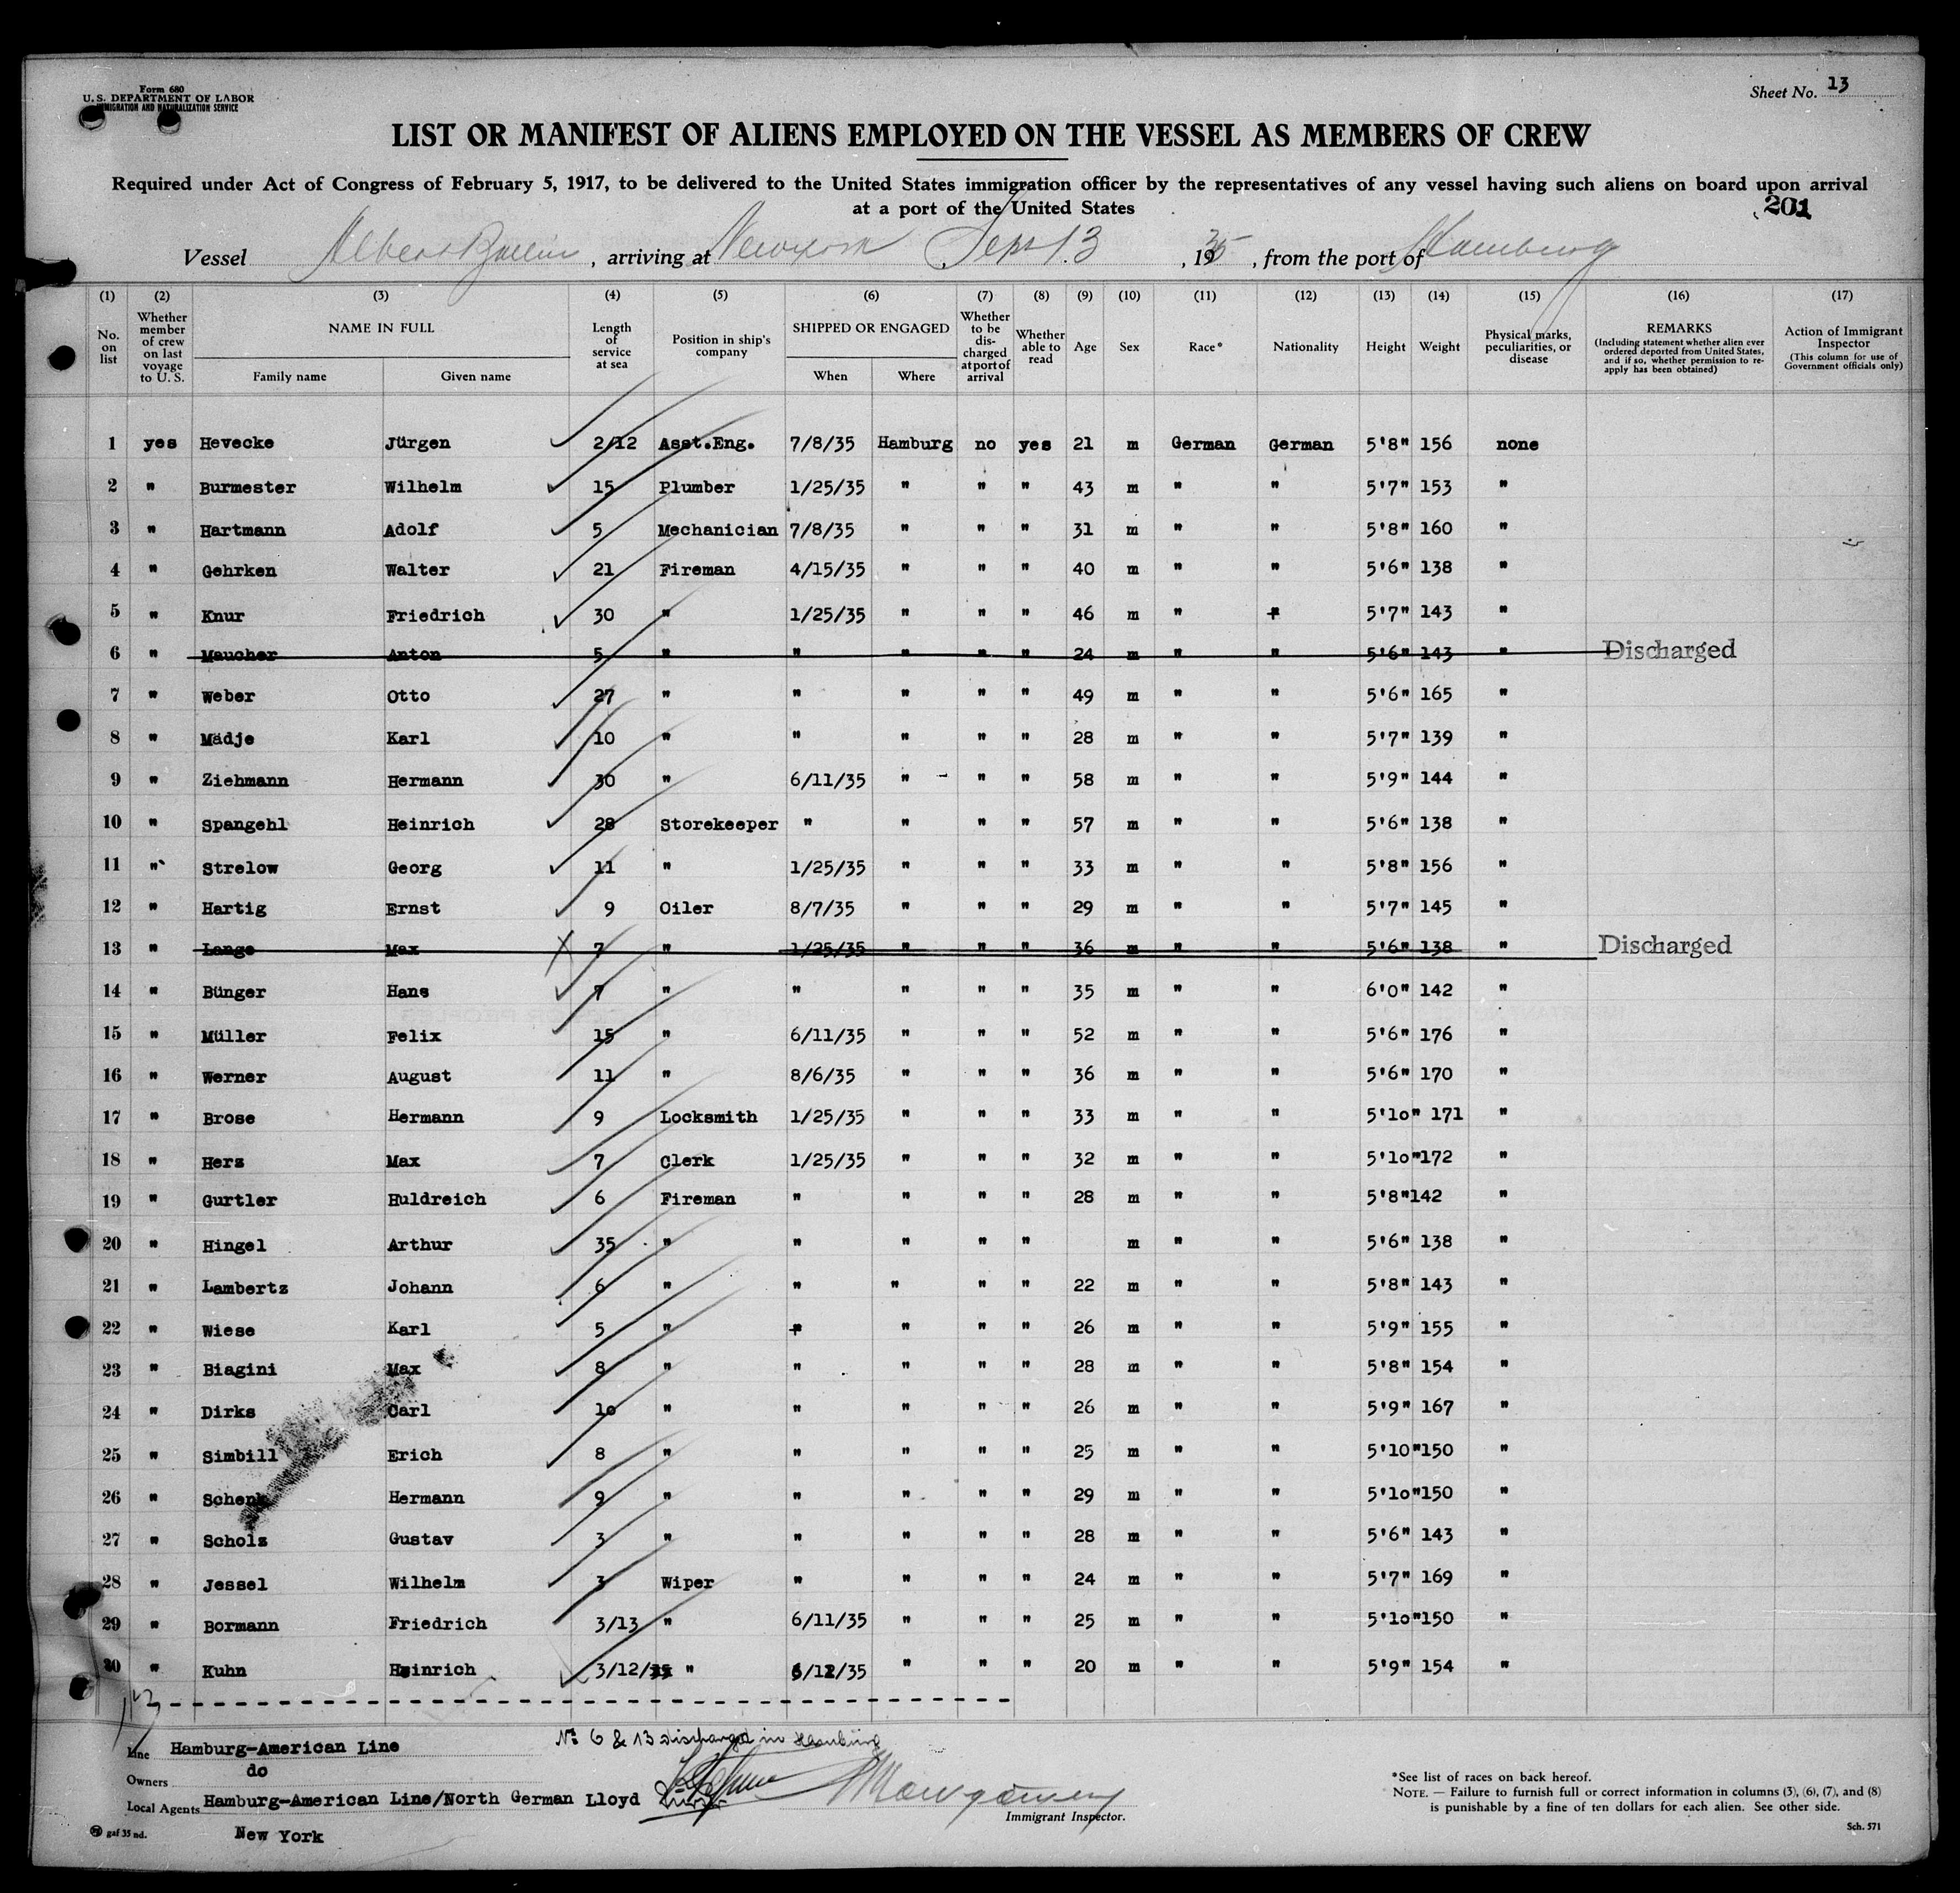 Form 680
U. S. DEPARTMENT OF LABOR
IMMIGRATION AND NATURALIZATION SERVICE
Sheet No. 13
LIST OR MANIFEST OF ALIENS EMPLOYED ON THE VESSEL AS MEMBERS OF CREW
Required under Act of Congress of February 5, 1917, to be delivered to the United States immigration officer by the representatives of any vessel having such aliens on board upon arrival
at a port of the United States
201
Vessel Albert Ballin, arriving at New York Sept 13, 1935, from the port of Hamburg
(1) (2) (3) (4) (5) (6) (7) (8) (9) (10) (11) (12) (13) (14) (15) (16) (17)
No. on list Whether member of crew on last voyage to U. S. NAME IN FULL Family name Given name Length of service at sea Position in ship's company SHIPPED OR ENGAGED When Where Whether to be discharged at port of arrival Whether able to read Age Sex Race* Nationality Height Weight Physical marks, peculiarities, or disease REMARKS (Including statement whether alien ever ordered deported from United States, and if so, whether permission to re-apply has been obtained) Action of Immigrant Inspector (This column for use of Government officials only)
1 yes Hevecke Jürgen 2/12 Asst.Eng. 7/8/35 Hamburg no yes 21 m German German 5'8" 156 none
2 " Burmester Wilhelm 15 Plumber 1/25/35 " " " 43 m " " 5'7" 153 "
3 " Hartmann Adolf 5 Mechanician 7/8/35 " " " 31 m " " 5'8" 160 "
4 " Gehrken Walter 21 Fireman 4/15/35 " " " 40 m " " 5'6" 138 "
5 " Knur Friedrich 30 " 1/25/35 " " " 46 m " " 5'7" 143 "
6 " Maucher Anton 5 " " " " " 24 m " " 5'6" 143 " Discharged
7 " Weber Otto 27 " " " " " 49 m " " 5'6" 165 "
8 " Mädje Karl 10 " " " " " 28 m " " 5'7" 139 "
9 " Ziehmann Hermann 30 " 6/11/35 " " " 58 m " " 5'9" 144 "
10 " Spangehl Heinrich 28 Storekeeper " " " " 57 m " " 5'6" 138 "
11 " Strelow Georg 11 " 1/25/35 " " " 33 m " " 5'8" 156 "
12 " Hartig Ernst 9 Oiler 8/7/35 " " " 29 m " " 5'7" 145 "
13 " Lange Max 7 " 1/25/35 " " " 36 m " " 5'6" 138 " Discharged
14 " Bünger Hans 7 " " " " " 35 m " " 6'0" 142 "
15 " Müller Felix 15 " 6/11/35 " " " 52 m " " 5'6" 176 "
16 " Werner August 11 " 8/6/35 " " " 36 m " " 5'6" 170 "
17 " Brose Hermann 9 Locksmith 1/25/35 " " " 33 m " " 5'10" 171 "
18 " Herz Max 7 Clerk 1/25/35 " " " 32 m " " 5'10" 172 "
19 " Gurtler Huldreich 6 Fireman " " " " 28 m " " 5'8" 142 "
20 " Hingel Arthur 35 " " " " " m " " 5'6" 138 "
21 " Lambertz Johann 6 " " " " " 22 m " " 5'8" 143 "
22 " Wiese Karl 5 " " " " " 26 m " " 5'9" 155 "
23 " Biagini Max 8 " " " " " 28 m " " 5'8" 154 "
24 " Dirks Carl 10 " " " " " 26 m " " 5'9" 167 "
25 " Simbill Erich 8 " " " " " 25 m " " 5'10" 150 "
26 " Schenk Hermann 9 " " " " " 29 m " " 5'10" 150 "
27 " Scholz Gustav 3 " " " " " 28 m " " 5'6" 143 "
28 " Jessel Wilhelm 3 Wiper " " " " 24 m " " 5'7" 169 "
29 " Bormann Friedrich 3/13 " 6/11/35 " " " 25 m " " 5'10" 150 "
30 " Kuhn Heinrich 3/12 " 6/12/35 " " " 20 m " " 5'9" 154 "
Line Hamburg-American Line
No 6 & 13 discharged in Hamburg
Owners do
Local Agents Hamburg-American Line/North German Lloyd
New York
Montgomery
Immigrant Inspector.
*See list of races on back hereof.
NOTE. — Failure to furnish full or correct information in columns (3), (6), (7), and (8)
is punishable by a fine of ten dollars for each alien. See other side.
gaf 35 nd.
Sch. 571